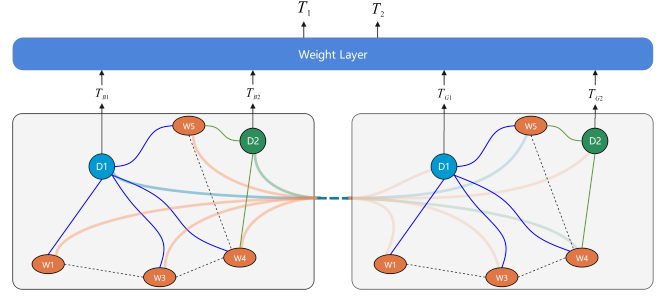 T1 T2
Weight Layer
TB1 TB2 TG1 TG2
W5 W5
D2 D2
D1 D1
W1 W3 W4 W1 W3 W4